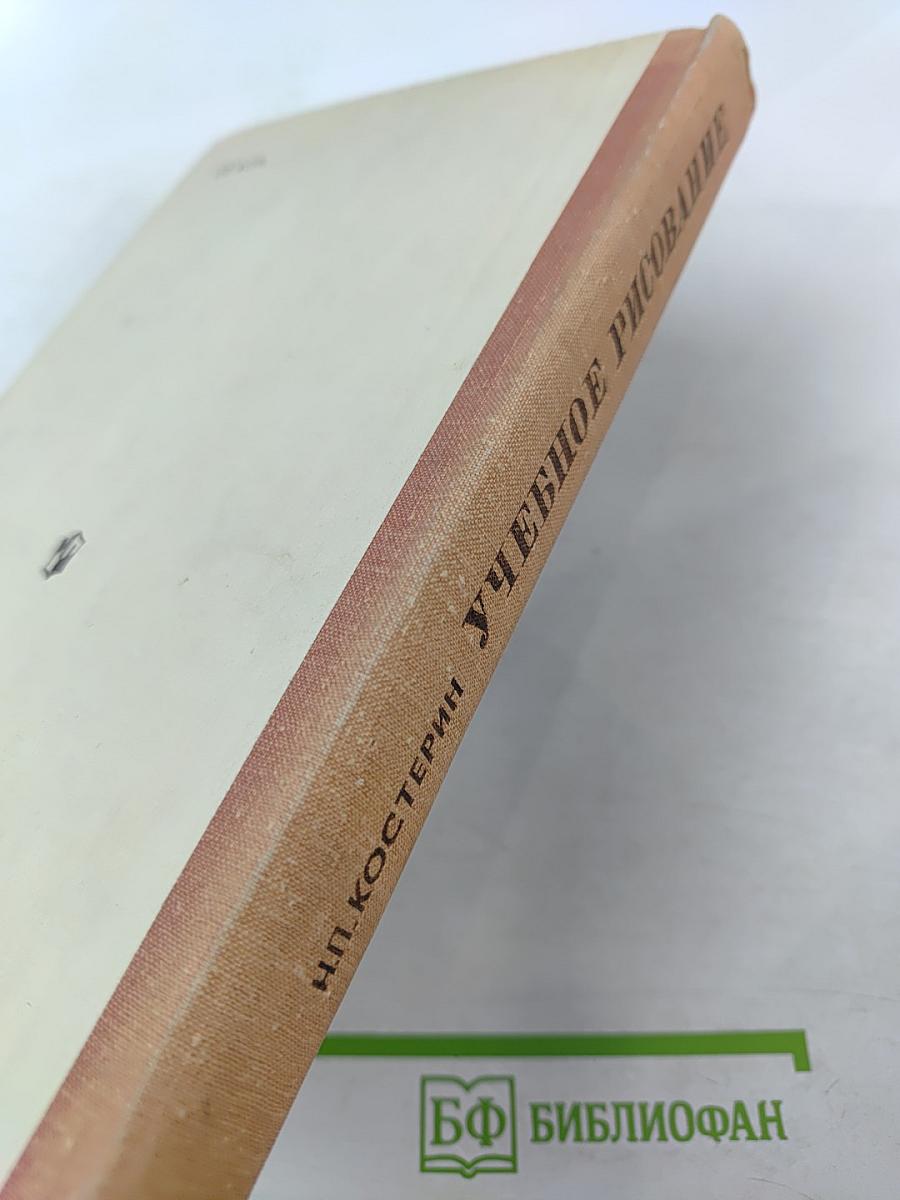 Н.П. КОСТЕРИН УЧЕБНОЕ РИСОВАНИЕ
БФ БИБЛИОФАН